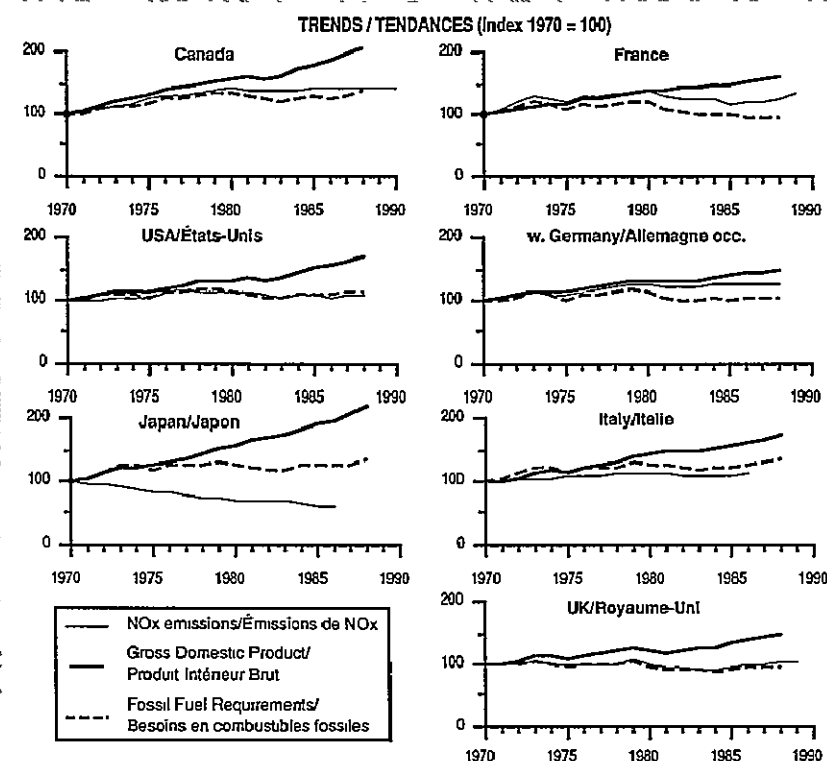 TRENDS / TENDANCES (Index 1970 = 100)
Canada
200
100
0
1970 1975 1980 1985 1990
France
200
100
0
1970 1975 1980 1985 1990
USA/États-Unis
200
100
0
1970 1975 1980 1985 1990
w. Germany/Allemagne occ.
200
100
0
1970 1975 1980 1985 1990
Japan/Japon
200
100
0
1970 1975 1980 1985 1990
Italy/Italie
200
100
0
1970 1975 1980 1985 1990
NOx emissions/Émissions de NOx
Gross Domestic Product/
Produit Intérieur Brut
Fossil Fuel Requirements/
Besoins en combustibles fossiles
UK/Royaume-Uni
200
100
0
1970 1975 1980 1985 1990